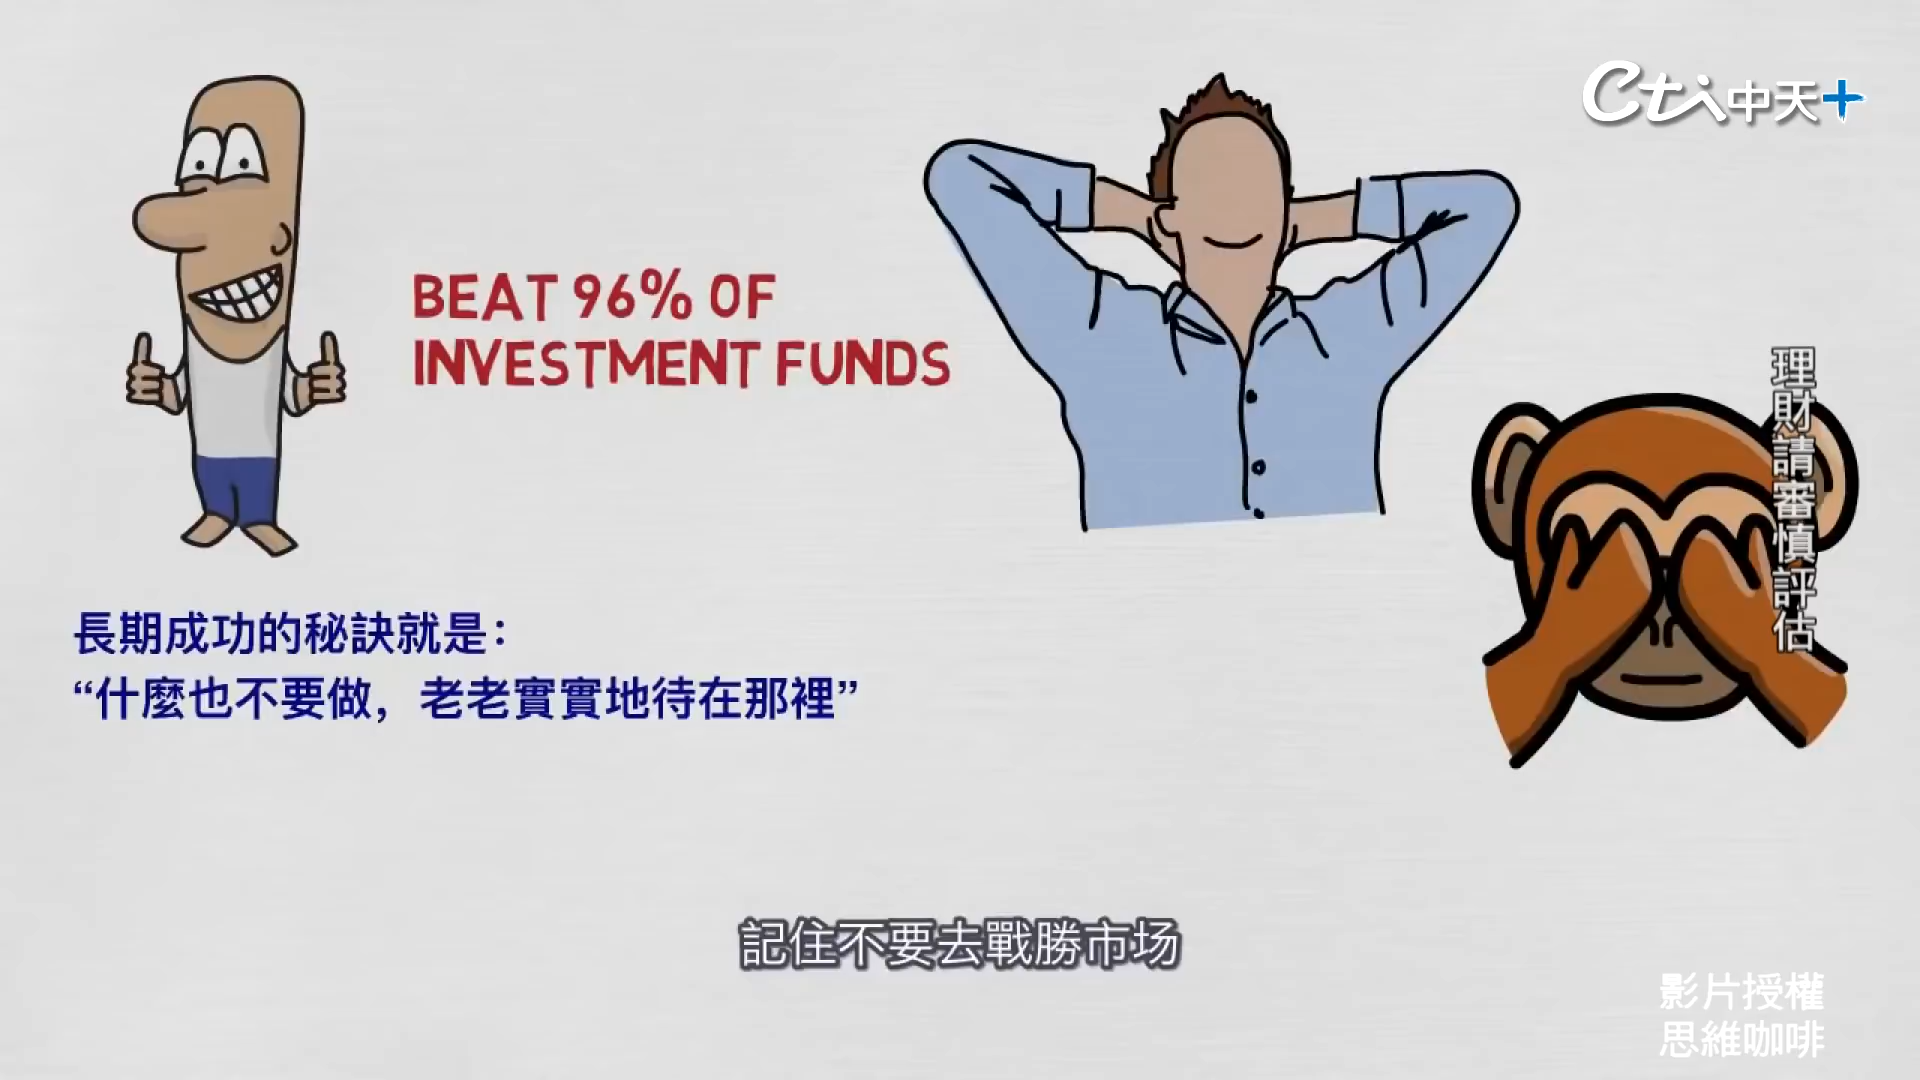 Cti中天+
BEAT 96% OF
INVESTMENT FUNDS
理財請審慎評估
長期成功的秘訣就是：
“什麼也不要做，老老實實地待在那裡”
記住不要去戰勝市场
影片授權
思維咖啡